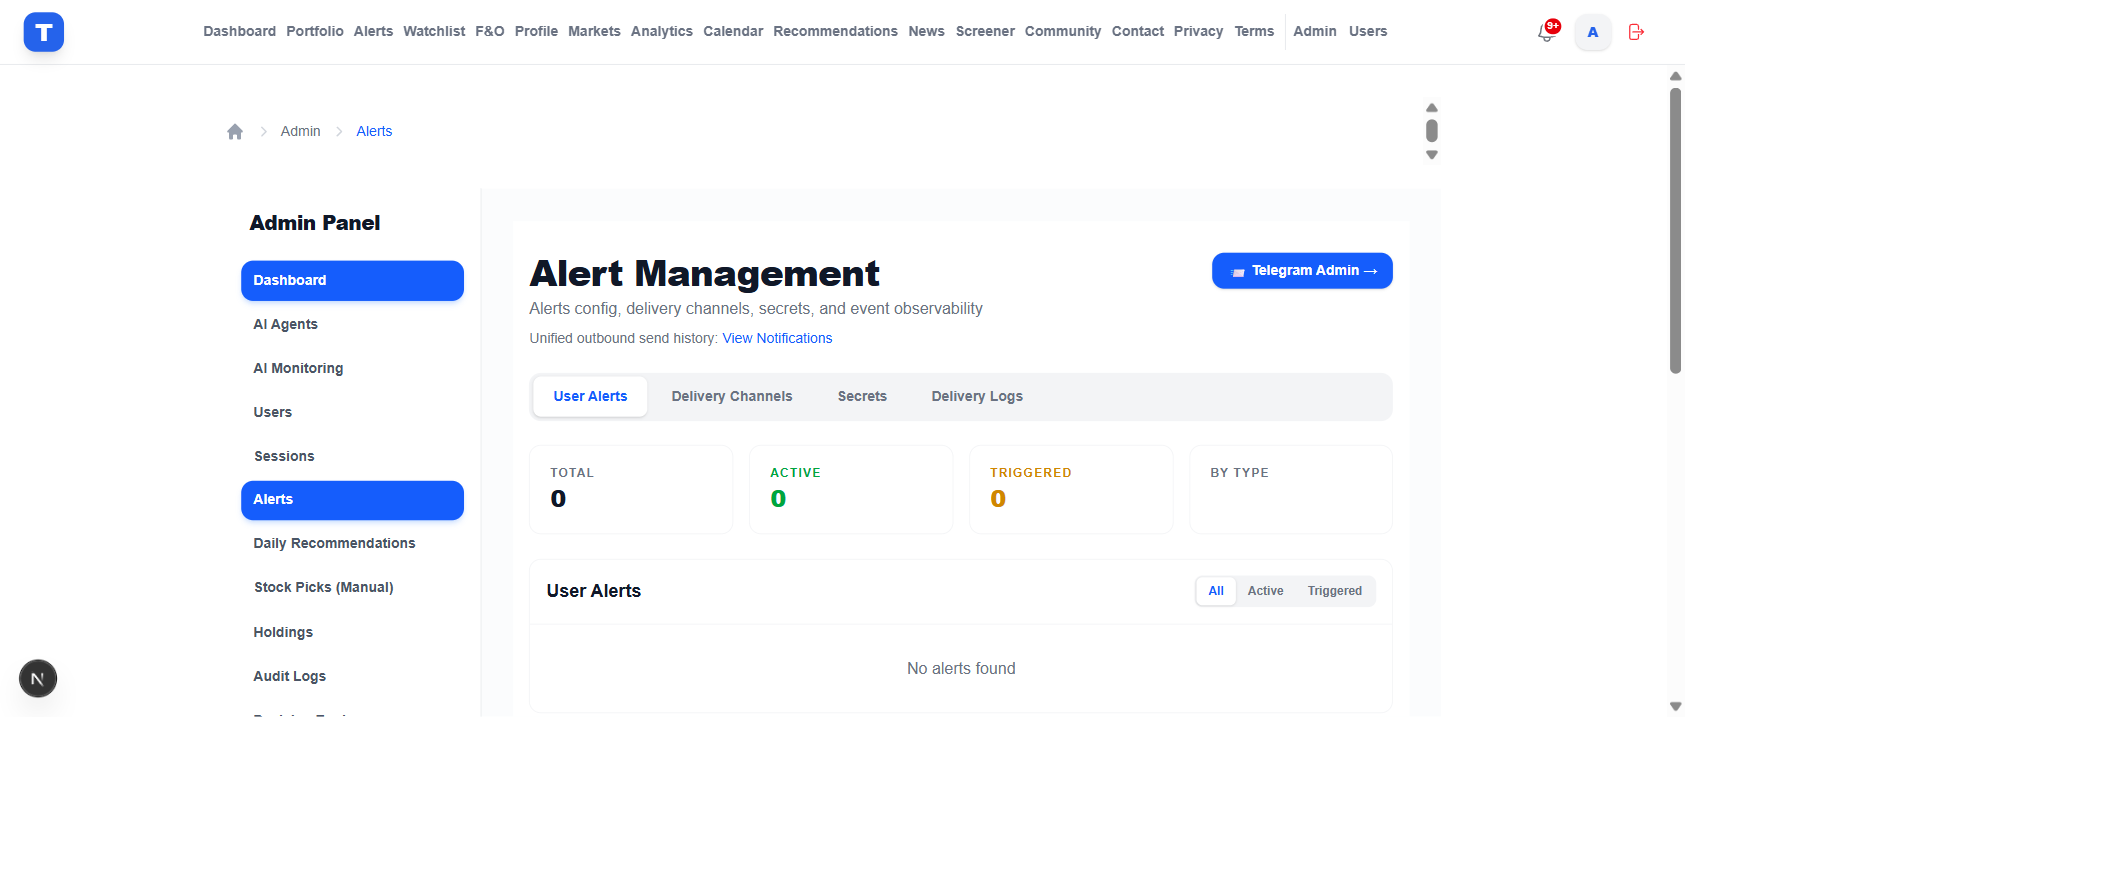 T
Dashboard Portfolio Alerts Watchlist F&O Profile Markets Analytics Calendar Recommendations News Screener Community Contact Privacy Terms Admin Users
9+
A
Admin Alerts
Admin Panel
Dashboard
AI Agents
AI Monitoring
Users
Sessions
Alerts
Daily Recommendations
Stock Picks (Manual)
Holdings
Audit Logs
N
Alert Management
Telegram Admin →
Alerts config, delivery channels, secrets, and event observability
Unified outbound send history: View Notifications
User Alerts Delivery Channels Secrets Delivery Logs
TOTAL
0
ACTIVE
0
TRIGGERED
0
BY TYPE
User Alerts
All Active Triggered
No alerts found